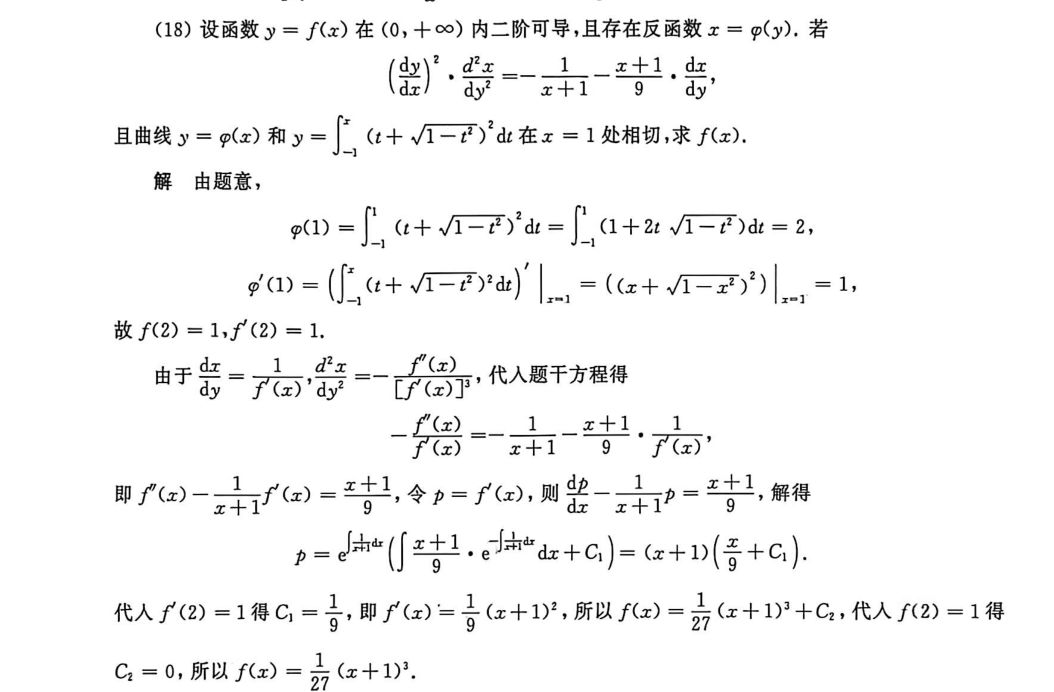 (18) 设函数 y = f(x) 在 (0, +∞) 内二阶可导,且存在反函数 x = φ(y). 若
(dy/dx)² · d²x/dy² = −1/(x+1) − (x+1)/9 · dx/dy,
且曲线 y = φ(x) 和 y = ∫₋₁ˣ (t + √(1−t²))² dt 在 x = 1 处相切,求 f(x).
解 由题意,
φ(1) = ∫₋₁¹ (t + √(1−t²))² dt = ∫₋₁¹ (1 + 2t √(1−t²)) dt = 2,
φ′(1) = (∫₋₁ˣ (t + √(1−t²))² dt)′ |ₓ₌₁ = ((x + √(1−x²))²) |ₓ₌₁ = 1,
故 f(2) = 1, f′(2) = 1.
由于 dx/dy = 1/f′(x), d²x/dy² = −f″(x)/[f′(x)]³, 代入题干方程得
−f″(x)/f′(x) = −1/(x+1) − (x+1)/9 · 1/f′(x),
即 f″(x) − 1/(x+1) f′(x) = (x+1)/9, 令 p = f′(x), 则 dp/dx − 1/(x+1) p = (x+1)/9, 解得
p = e^{∫ 1/(x+1) dx} (∫ (x+1)/9 · e^{−∫ 1/(x+1) dx} dx + C₁) = (x+1)(x/9 + C₁).
代入 f′(2) = 1 得 C₁ = 1/9, 即 f′(x) = 1/9 (x+1)², 所以 f(x) = 1/27 (x+1)³ + C₂, 代入 f(2) = 1 得
C₂ = 0, 所以 f(x) = 1/27 (x+1)³.